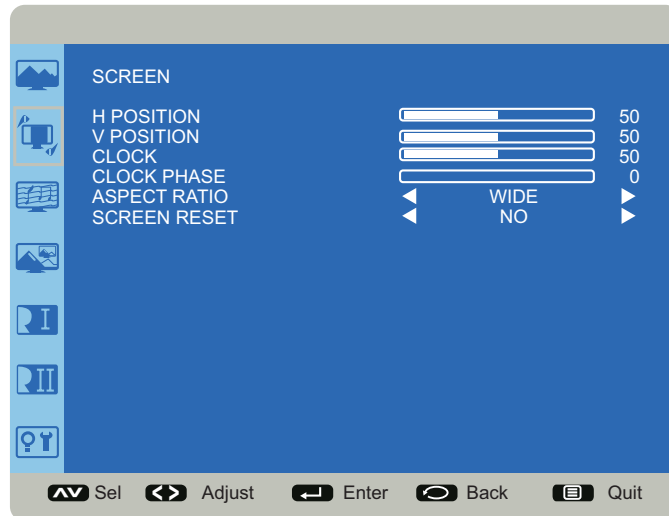 SCREEN
H POSITION 50
V POSITION 50
CLOCK 50
CLOCK PHASE 0
ASPECT RATIO WIDE
SCREEN RESET NO
Sel Adjust Enter Back Quit